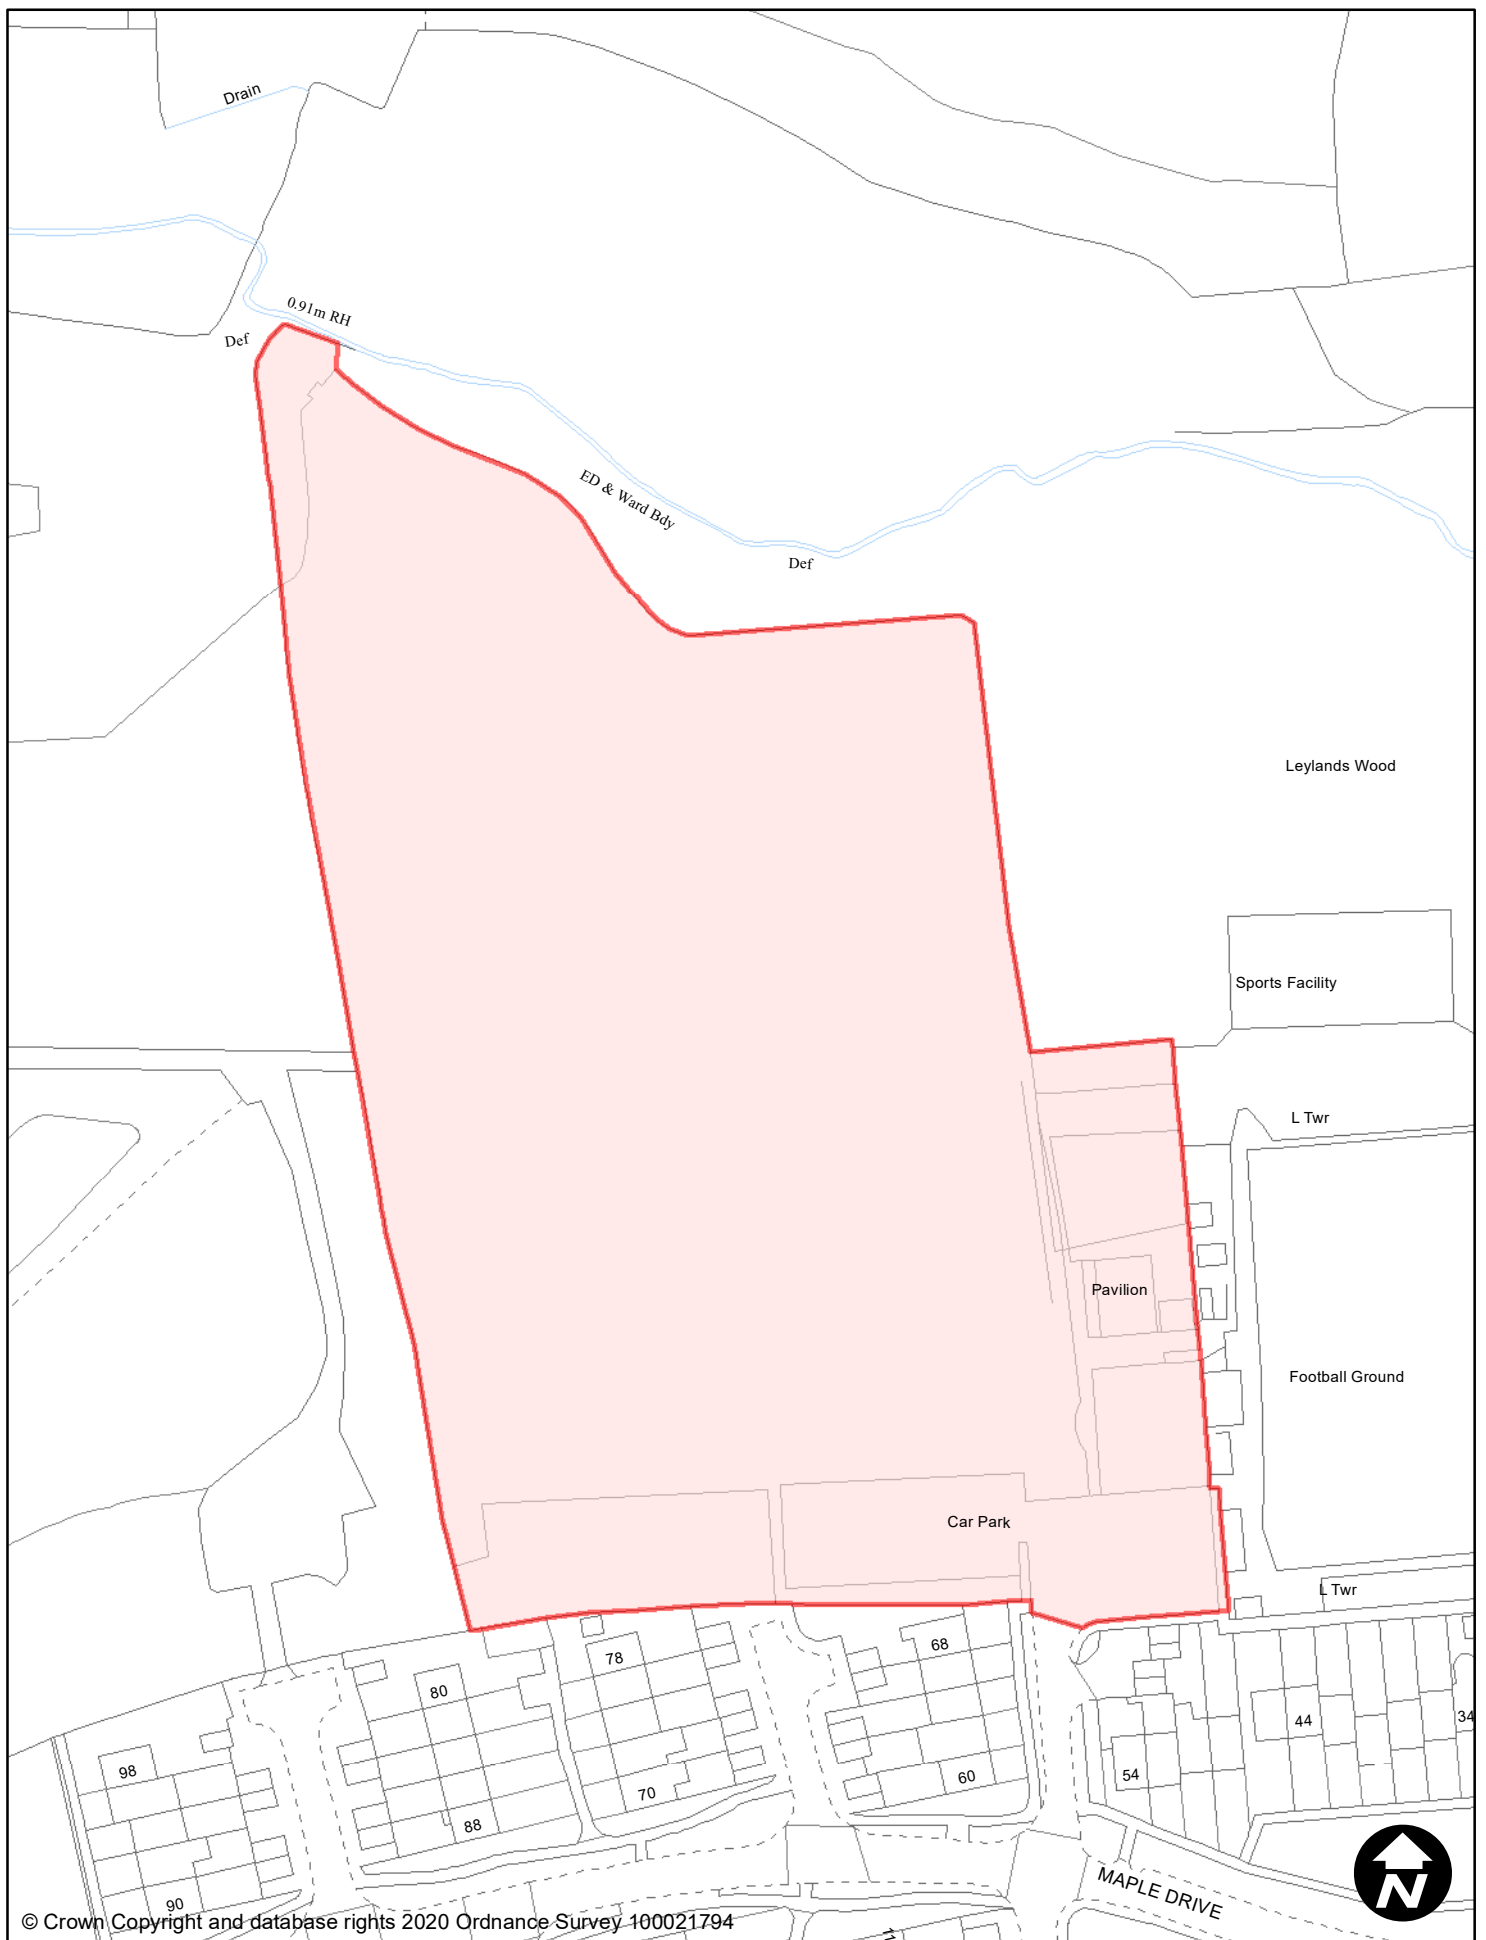 Drain
0.91m RH
Def
ED & Ward Bdy
Def
Leylands Wood
Sports Facility
L Twr
Pavilion
Football Ground
Car Park
L Twr
68
78
80
44
34
98
54
60
70
88
90
MAPLE DRIVE
N
© Crown Copyright and database rights 2020 Ordnance Survey 100021794